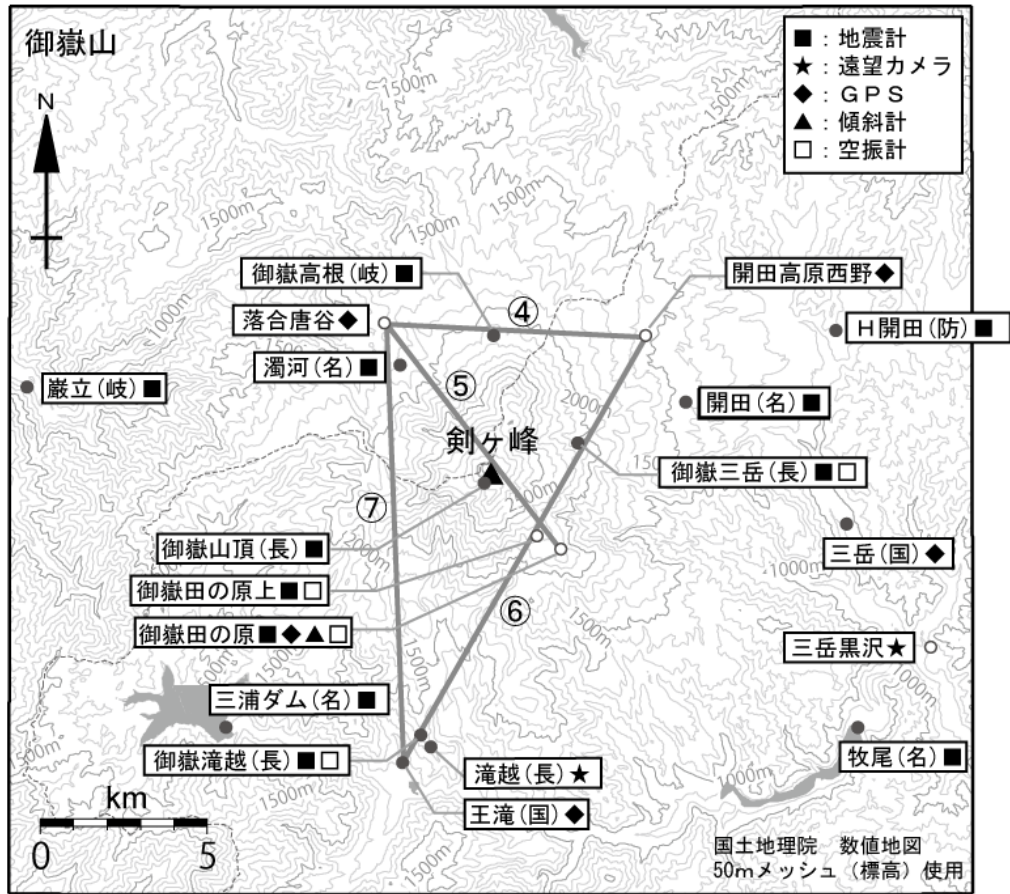 御嶽山
■：地震計
★：遠望カメラ
◆：ＧＰＳ
▲：傾斜計
□：空振計
N
1500m
1500m
1500m
御嶽高根(岐)■
開田高原西野◆
④
落合唐谷◆
H開田(防)■
1000m
濁河(名)■
⑤
巌立(岐)■
2000m
開田(名)■
剣ヶ峰
御嶽三岳(長)■□
⑦
御嶽山頂(長)■
三岳(国)◆
御嶽田の原上■□
1000m
⑥
御嶽田の原■◆▲□
1500m
三岳黒沢★
1500m
1000m
三浦ダム(名)■
御嶽滝越(長)■□
滝越(長)★
牧尾(名)■
1000m
1500m
王滝(国)◆
km
0 5
1500m
国土地理院　数値地図
50mメッシュ（標高）使用